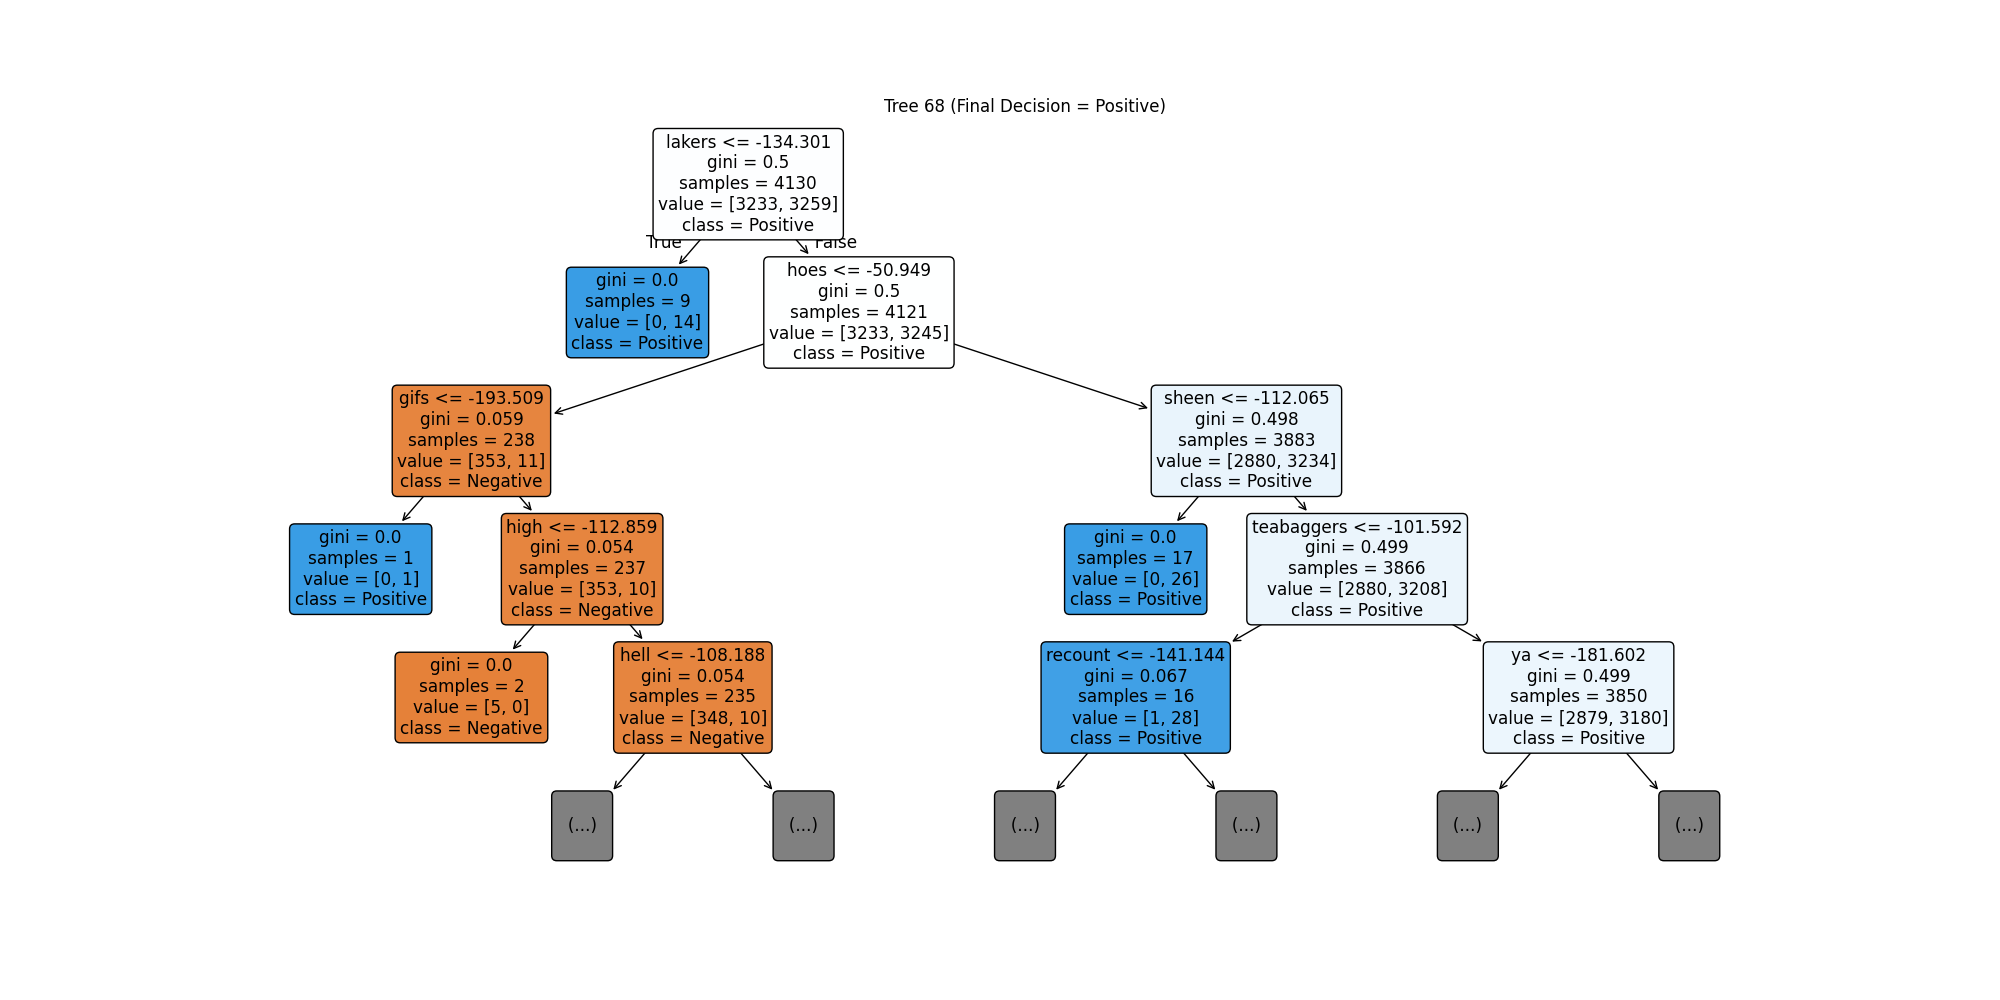 Tree 68 (Final Decision = Positive)
lakers <= -134.301
gini = 0.5
samples = 4130
value = [3233, 3259]
class = Positive
True
False
gini = 0.0
samples = 9
value = [0, 14]
class = Positive
hoes <= -50.949
gini = 0.5
samples = 4121
value = [3233, 3245]
class = Positive
gifs <= -193.509
gini = 0.059
samples = 238
value = [353, 11]
class = Negative
sheen <= -112.065
gini = 0.498
samples = 3883
value = [2880, 3234]
class = Positive
gini = 0.0
samples = 1
value = [0, 1]
class = Positive
high <= -112.859
gini = 0.054
samples = 237
value = [353, 10]
class = Negative
gini = 0.0
samples = 17
value = [0, 26]
class = Positive
teabaggers <= -101.592
gini = 0.499
samples = 3866
value = [2880, 3208]
class = Positive
gini = 0.0
samples = 2
value = [5, 0]
class = Negative
hell <= -108.188
gini = 0.054
samples = 235
value = [348, 10]
class = Negative
recount <= -141.144
gini = 0.067
samples = 16
value = [1, 28]
class = Positive
ya <= -181.602
gini = 0.499
samples = 3850
value = [2879, 3180]
class = Positive
(...)
(...)
(...)
(...)
(...)
(...)